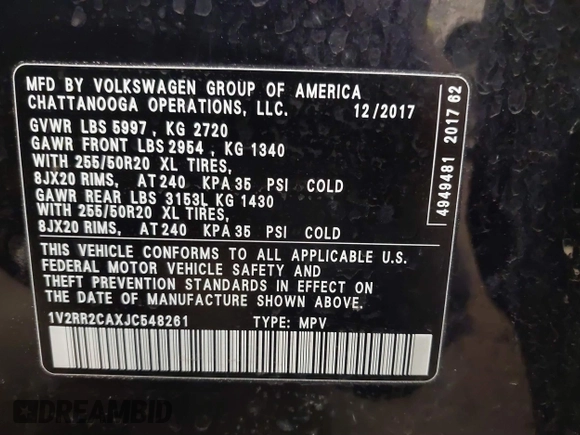 MFD BY VOLKSWAGEN GROUP OF AMERICA
CHATTANOOGA OPERATIONS, LLC. 12/2017
GVWR LBS 5997 , KG 2720
GAWR FRONT LBS 2954 , KG 1340
WITH 255/50R20 XL TIRES,
8JX20 RIMS, AT 240 KPA 35 PSI COLD
GAWR REAR LBS 3153L KG 1430
WITH 255/50R20 XL TIRES,
8JX20 RIMS, AT 240 KPA 35 PSI COLD
THIS VEHICLE CONFORMS TO ALL APPLICABLE U.S.
FEDERAL MOTOR VEHICLE SAFETY AND
THEFT PREVENTION STANDARDS IN EFFECT ON
THE DATE OF MANUFACTURE SHOWN ABOVE.
1V2RR2CAXJC548261 TYPE: MPV
4949481 2017 62
DREAMBID